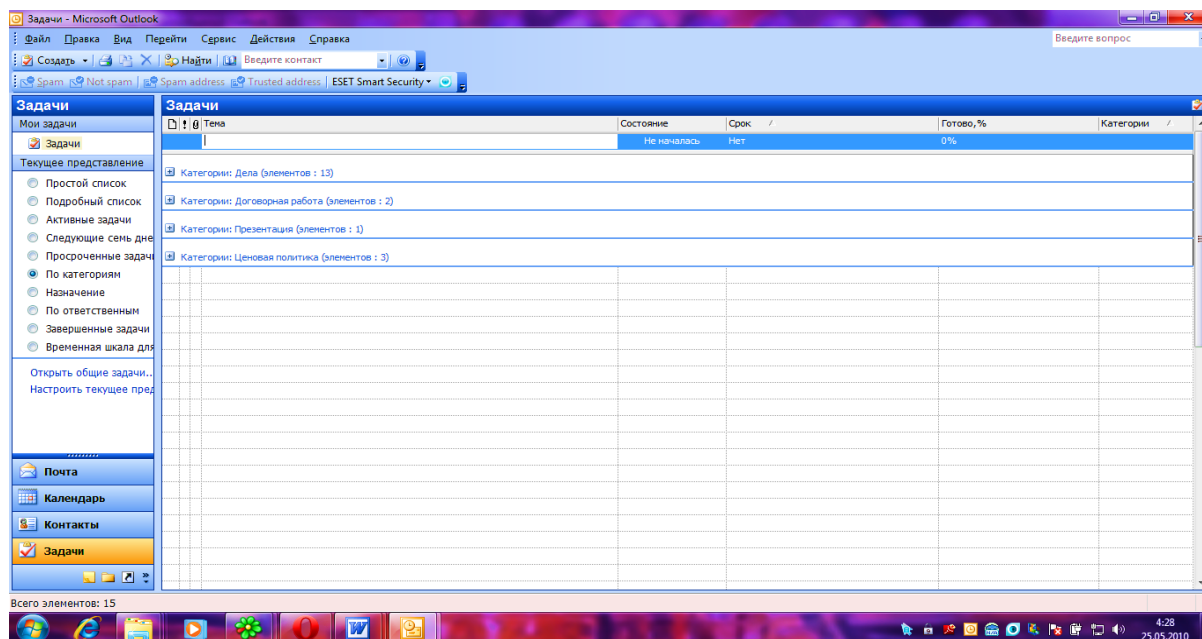 Задачи - Microsoft Outlook
Файл Правка Вид Перейти Сервис Действия Справка
Введите вопрос
Создать Найти Введите контакт
Spam Not spam Spam address Trusted address ESET Smart Security
Задачи
Мои задачи
Задачи
Текущее представление
Простой список
Подробный список
Активные задачи
Следующие семь дне
Просроченные задач
По категориям
Назначение
По ответственным
Завершенные задачи
Временная шкала для
Открыть общие задачи..
Настроить текущее пред
Почта
Календарь
Контакты
Задачи
Задачи
Тема Состояние Срок Готово,% Категории
Не началась Нет 0%
Категории: Дела (элементов : 13)
Категории: Договорная работа (элементов : 2)
Категории: Презентация (элементов : 1)
Категории: Ценовая политика (элементов : 3)
Всего элементов: 15
4:28
25.05.2010